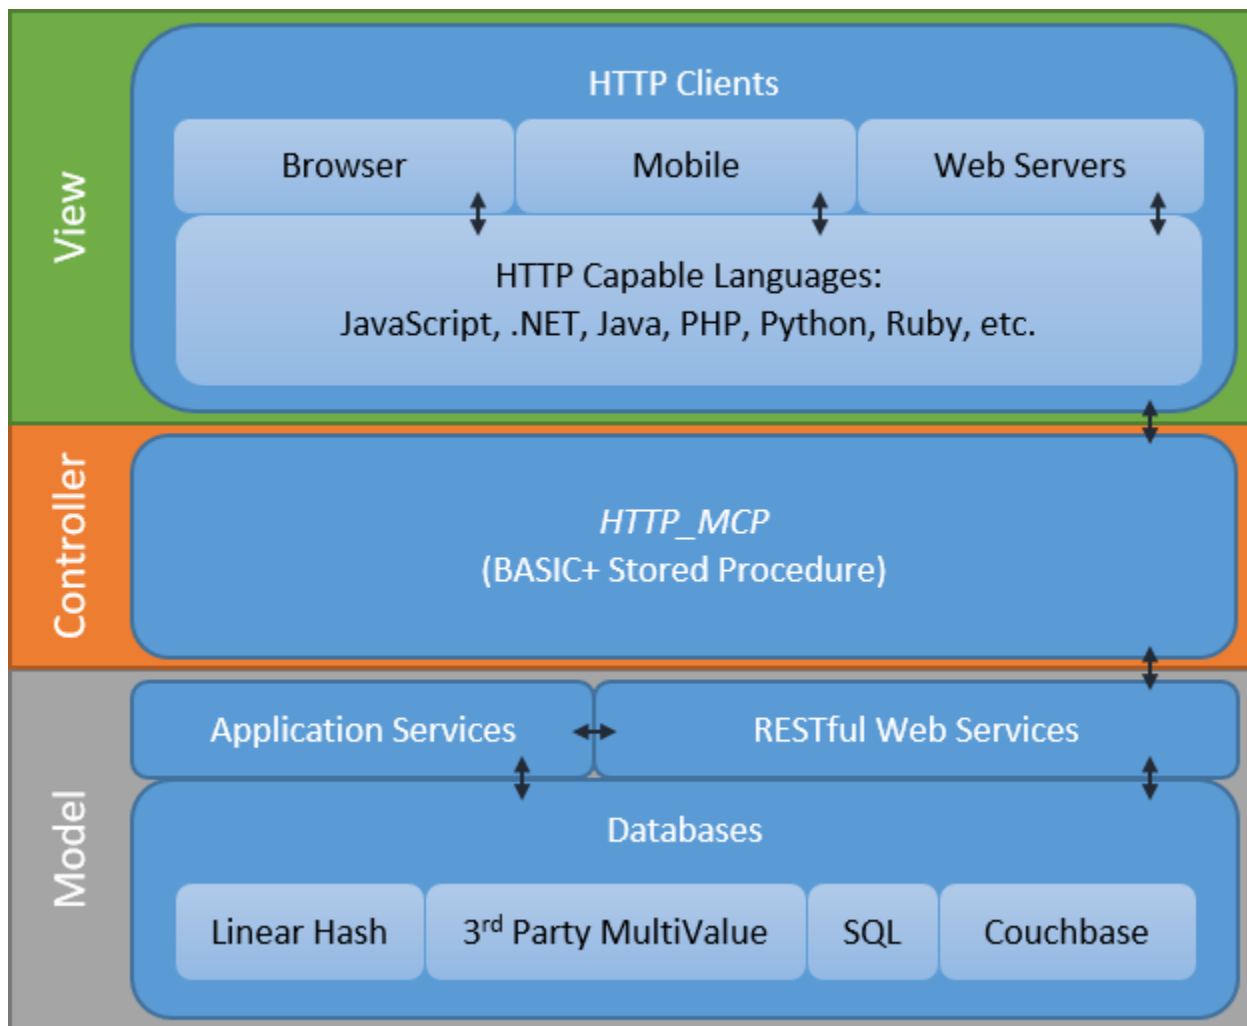 View
HTTP Clients
Browser
Mobile
Web Servers
HTTP Capable Languages:
JavaScript, .NET, Java, PHP, Python, Ruby, etc.
Controller
HTTP_MCP
(BASIC+ Stored Procedure)
Model
Application Services
RESTful Web Services
Databases
Linear Hash
3rd Party MultiValue
SQL
Couchbase